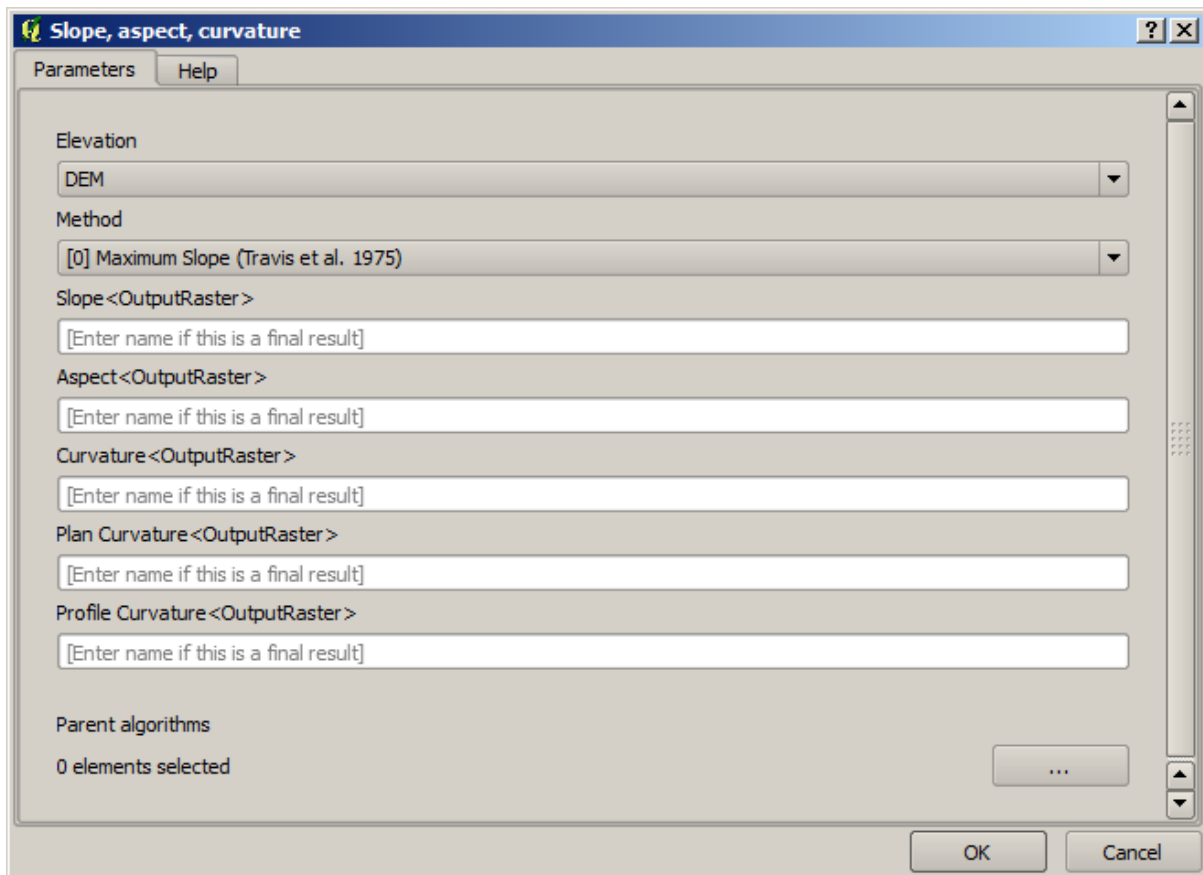 Slope, aspect, curvature
Parameters Help
Elevation
DEM
Method
[0] Maximum Slope (Travis et al. 1975)
Slope<OutputRaster>
[Enter name if this is a final result]
Aspect<OutputRaster>
[Enter name if this is a final result]
Curvature<OutputRaster>
[Enter name if this is a final result]
Plan Curvature<OutputRaster>
[Enter name if this is a final result]
Profile Curvature<OutputRaster>
[Enter name if this is a final result]
Parent algorithms
0 elements selected ...
OK Cancel